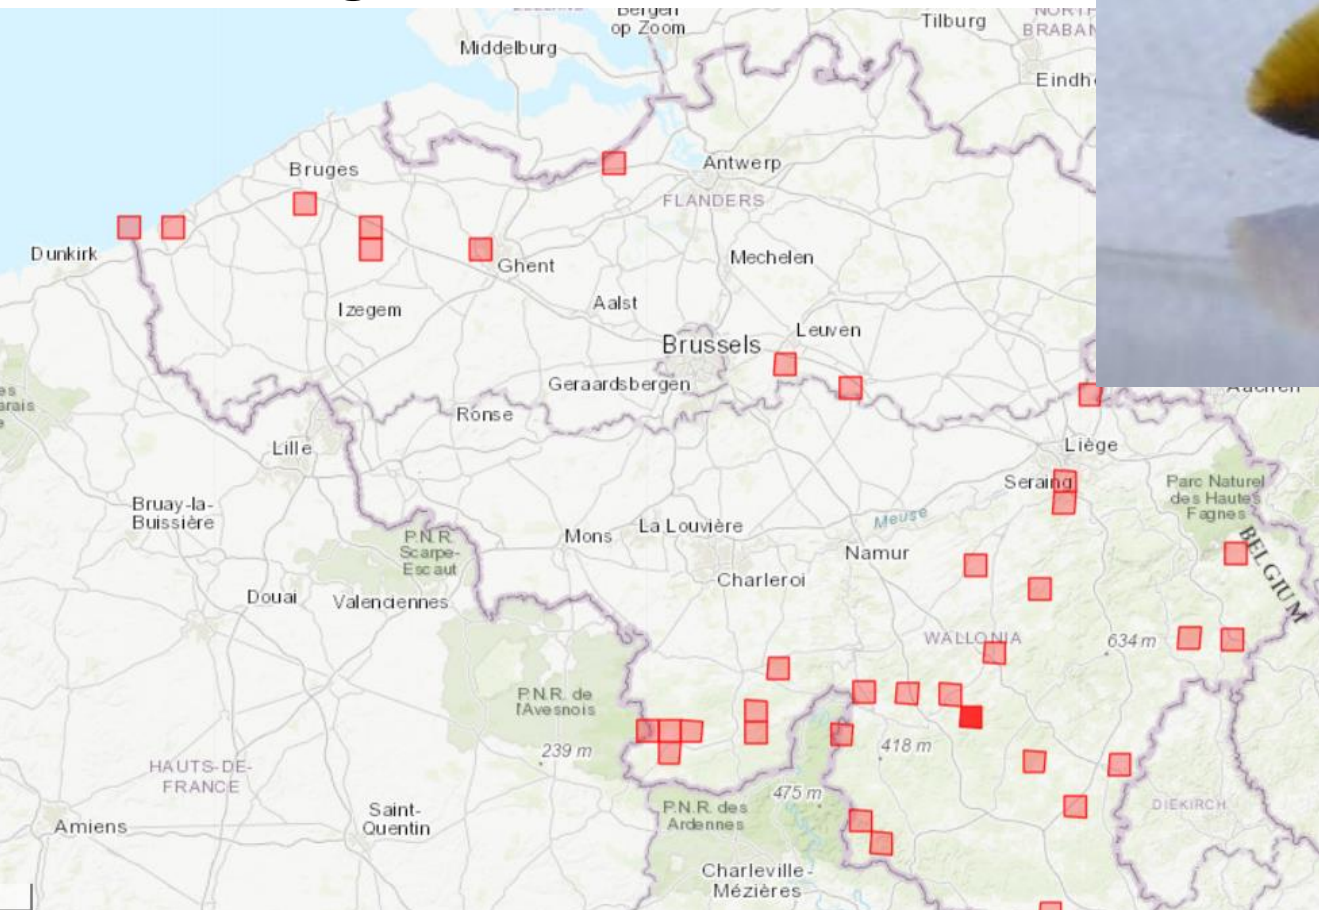 Bergen
op Zoom
Tilburg
NORTH
BRABAN
Middelburg
Eindh
Bruges
Antwerp
FLANDERS
Dunkirk
Ghent
Mechelen
Izegem
Aalst
Leuven
Brussels
Geraardsbergen
Ronse
Lille
Liège
Seraing
Parc Naturel
des Hautes
Fagnes
Bruay-la-
Buissière
Meuse
Mons
La Louvière
Namur
P.N.R.
Scarpe-
Escaut
BELGIUM
Charleroi
Douai
Valenciennes
WALLONIA
634 m
P.N.R. de
l'Avesnois
239 m
418 m
HAUTS-DE-
FRANCE
475 m
Saint-
Quentin
P.N.R. des
Ardennes
DIEKIRCH
Amiens
Charleville-
Mézières